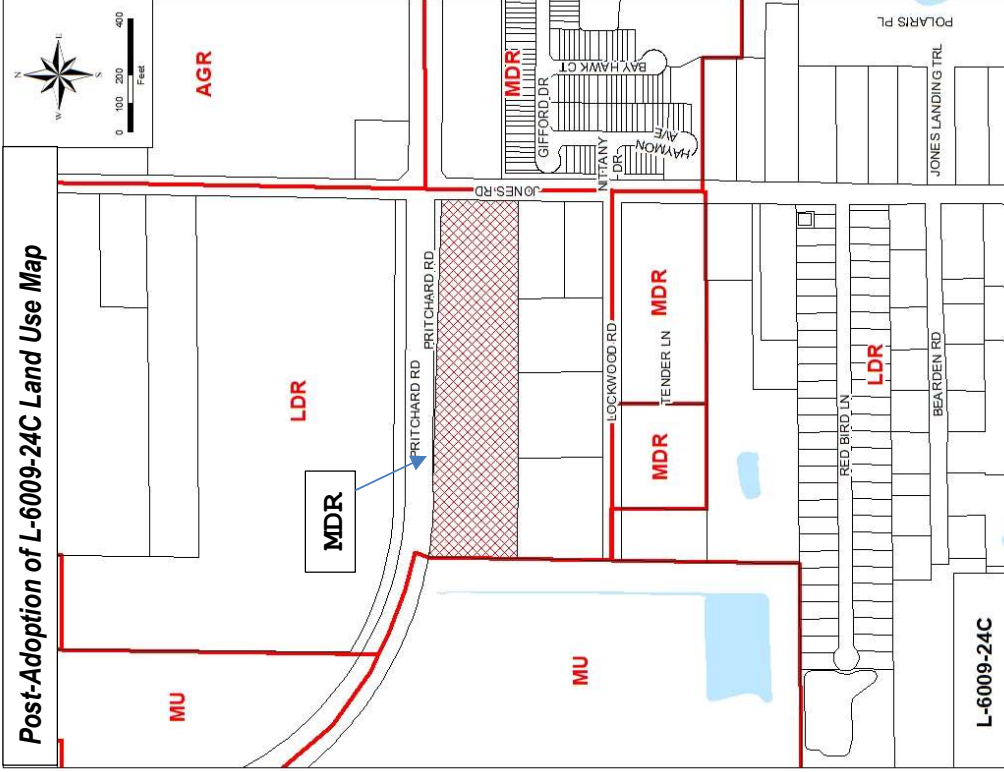 Post-Adoption of L-6009-24C Land Use Map
N
W
E
S
0 100 200 400
Feet
AGR
POLARIS PL
MDR
GIFFORD DR
BAY HAWK CT
HAYMON
AVE
NITTANY
DR
JONES RD
JONES LANDING TRL
LDR
PRITCHARD RD
PRITCHARD RD
MDR
LOCKWOOD RD
TENDER LN
MDR
MDR
LDR
RED BIRD LN
BEARDEN RD
MU
MU
L-6009-24C